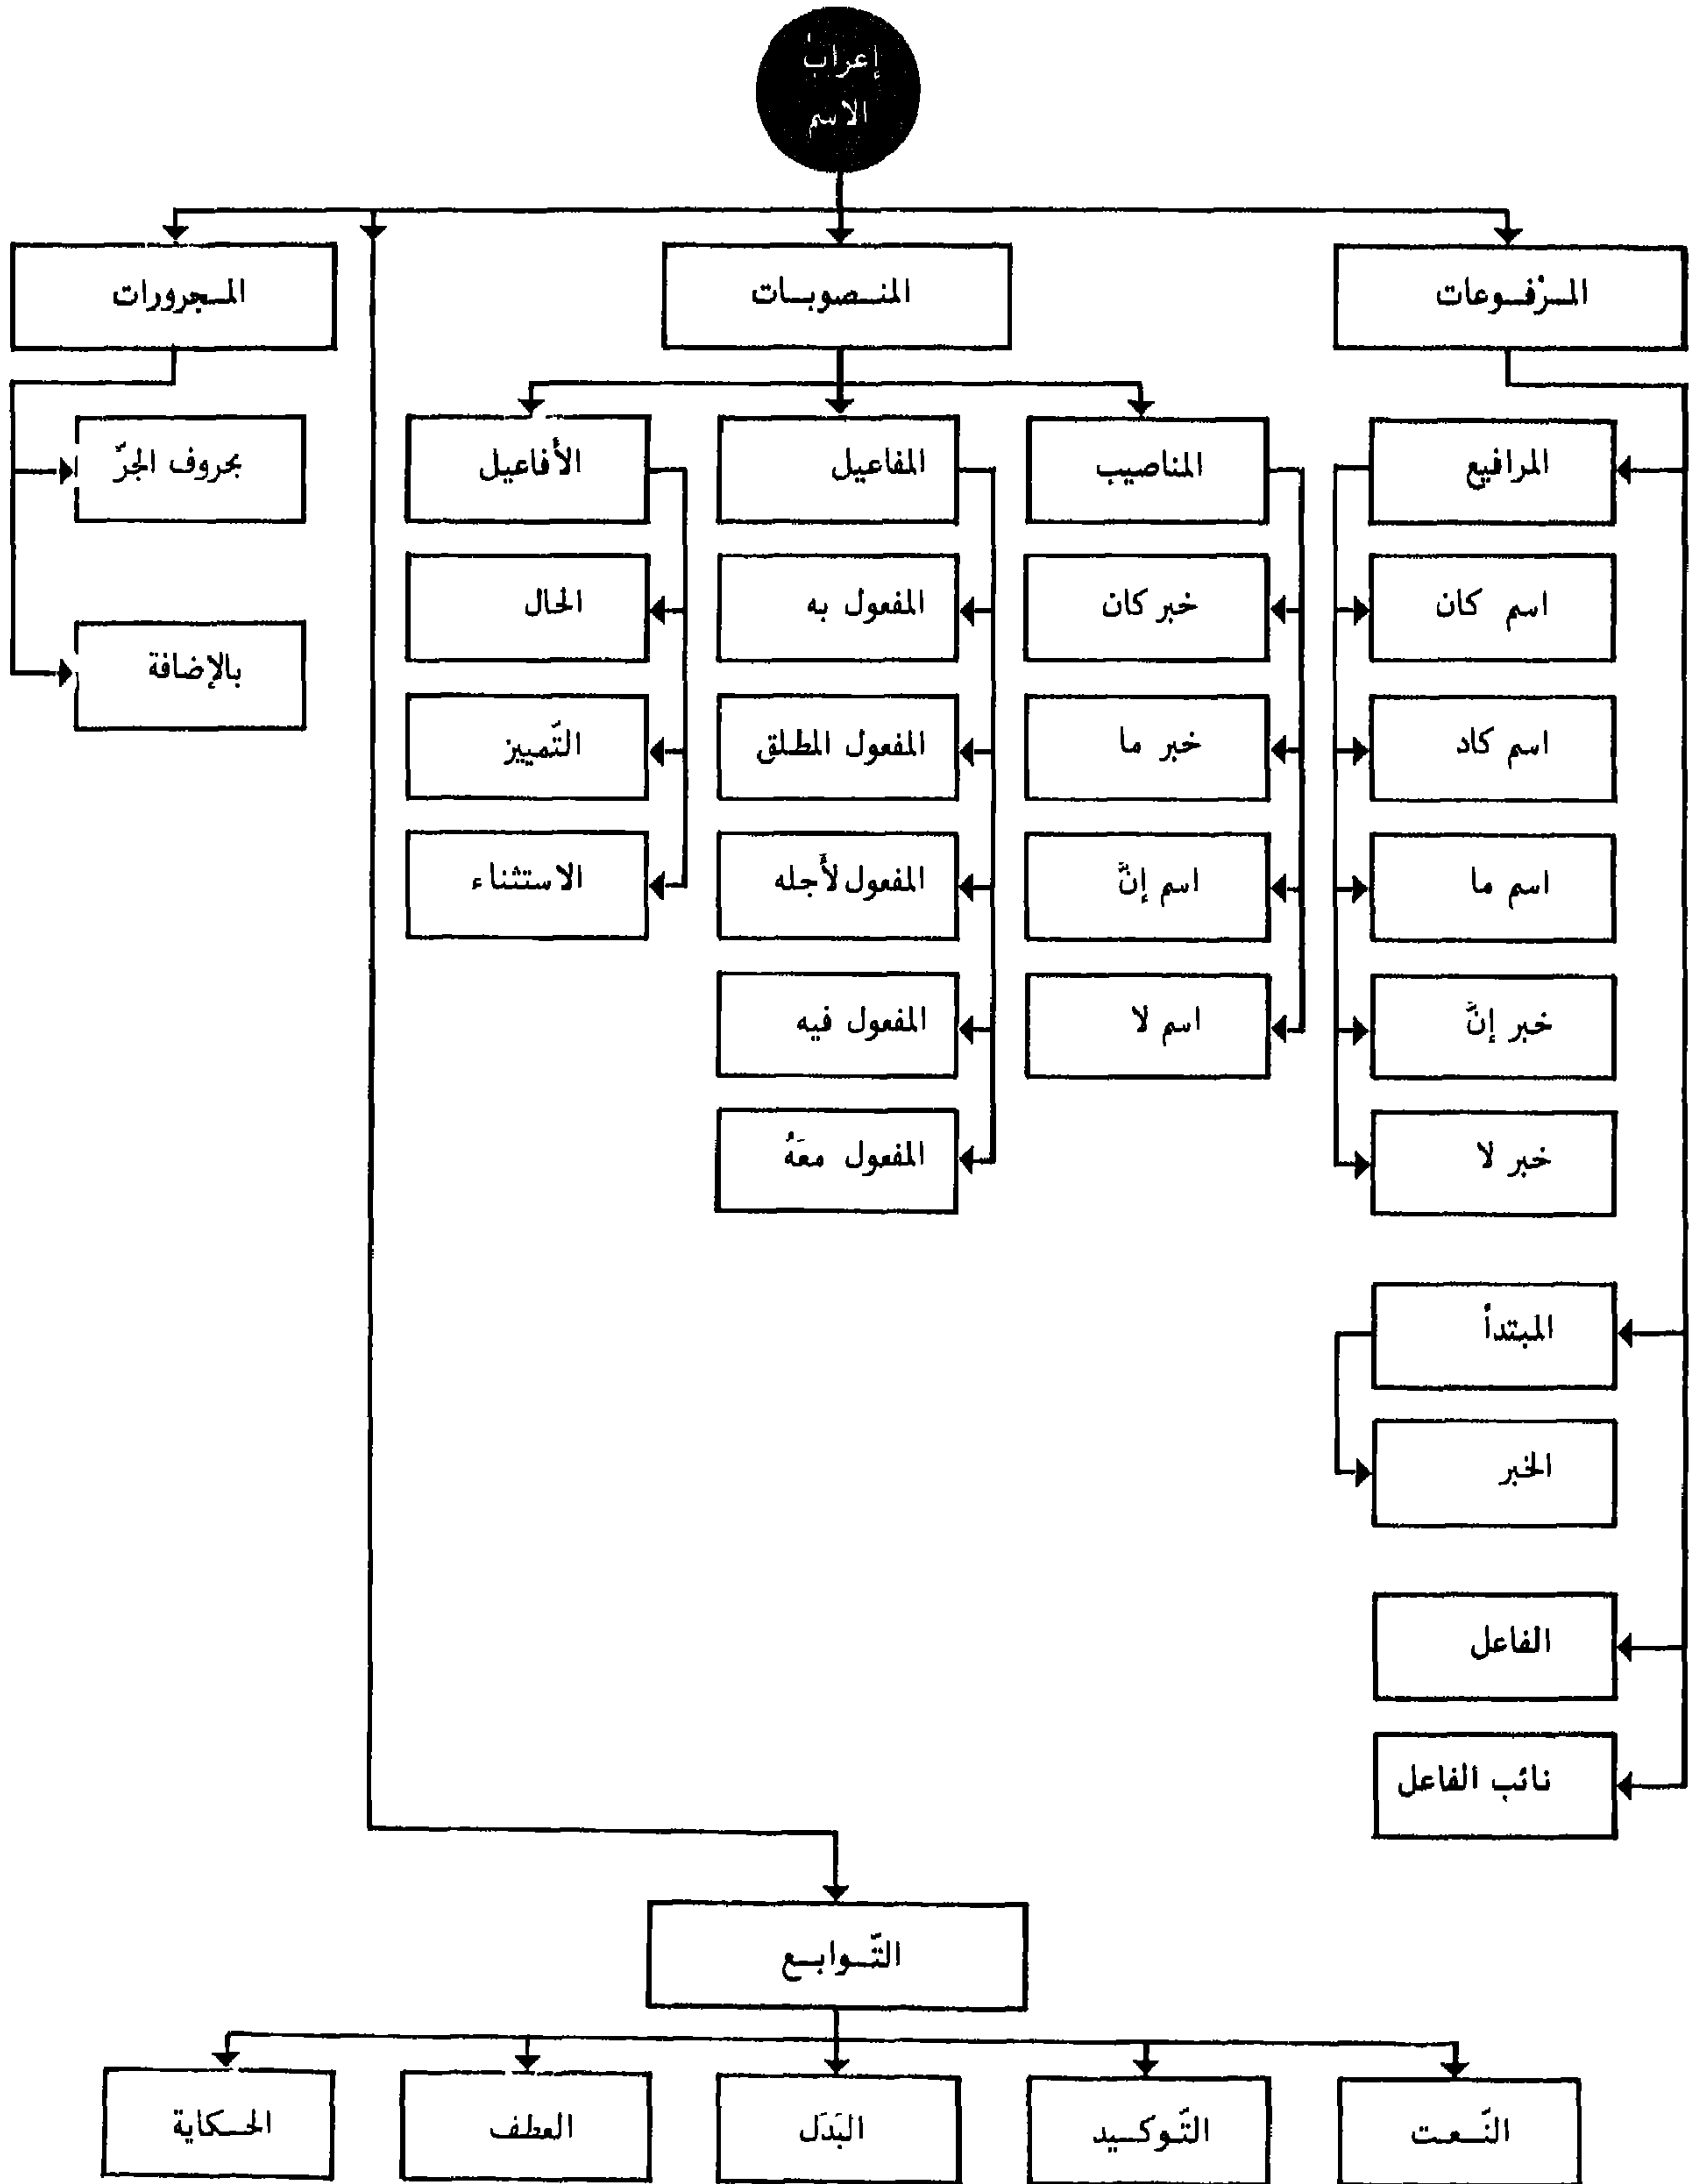 إعراب
الاسم
المرْفوعات
المنصوبات
المجرورات
المرافيع
اسم كان
اسم كاد
اسم ما
خبر إنَّ
خبر لا
المبتدأ
الخبر
الفاعل
نائب الفاعل
المناصيب
خبر كان
خبر ما
اسم إنَّ
اسم لا
المفاعيل
المفعول به
المفعول المطلق
المفعول لأجله
المفعول فيه
المفعول معَهُ
الأفاعيل
الحال
التّمييز
الاستثناء
بحروف الجرّ
بالإضافة
التّوابع
النّعت
التّوكيد
البَدَل
العطف
الحكاية